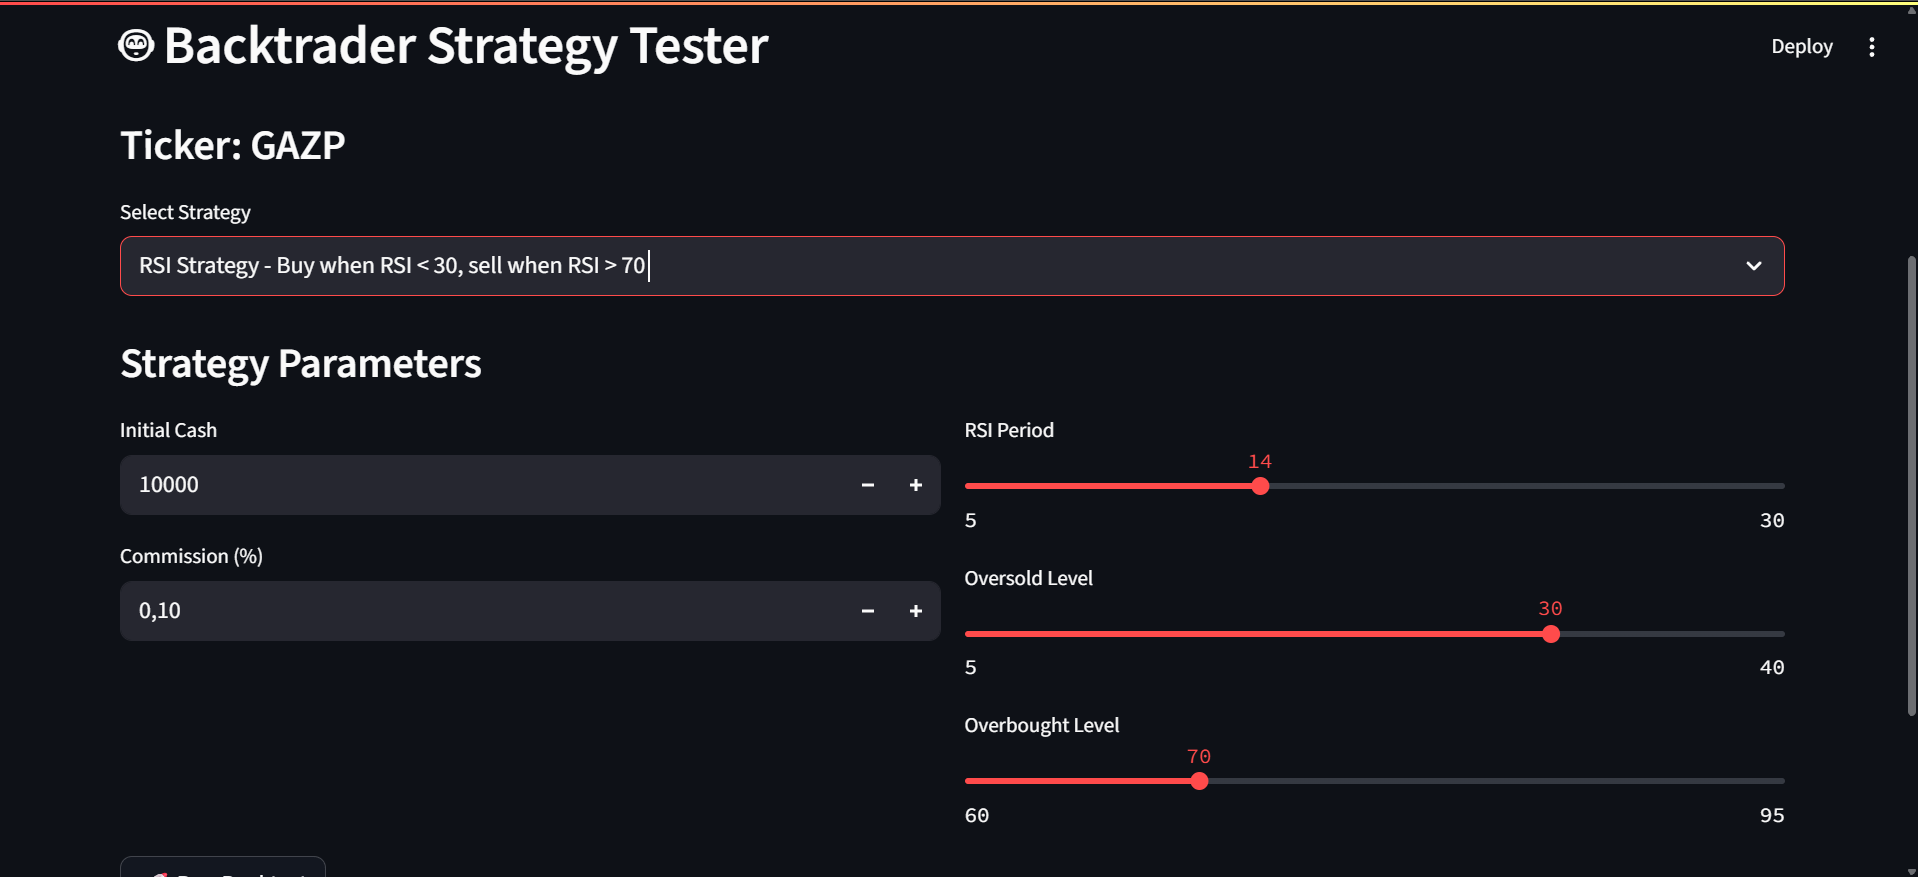 Backtrader Strategy Tester
Deploy
Ticker: GAZP
Select Strategy
RSI Strategy - Buy when RSI < 30, sell when RSI > 70
Strategy Parameters
Initial Cash
10000
Commission (%)
0,10
RSI Period
14
5 30
Oversold Level
30
5 40
Overbought Level
70
60 95